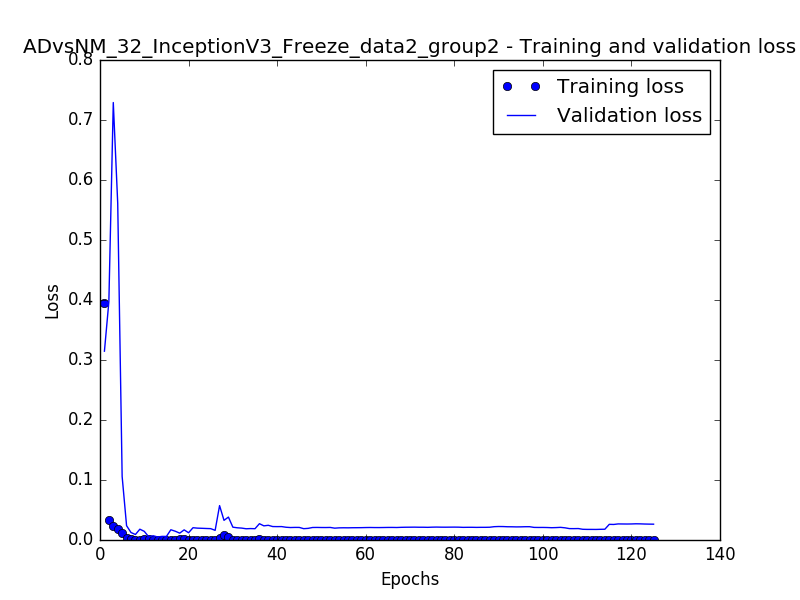 ADvsNM_32_InceptionV3_Freeze_data2_group2 - Training and validation loss
Training loss
Validation loss
0.8
0.7
0.6
0.5
0.4
0.3
0.2
0.1
0.0
Loss
0 20 40 60 80 100 120 140
Epochs